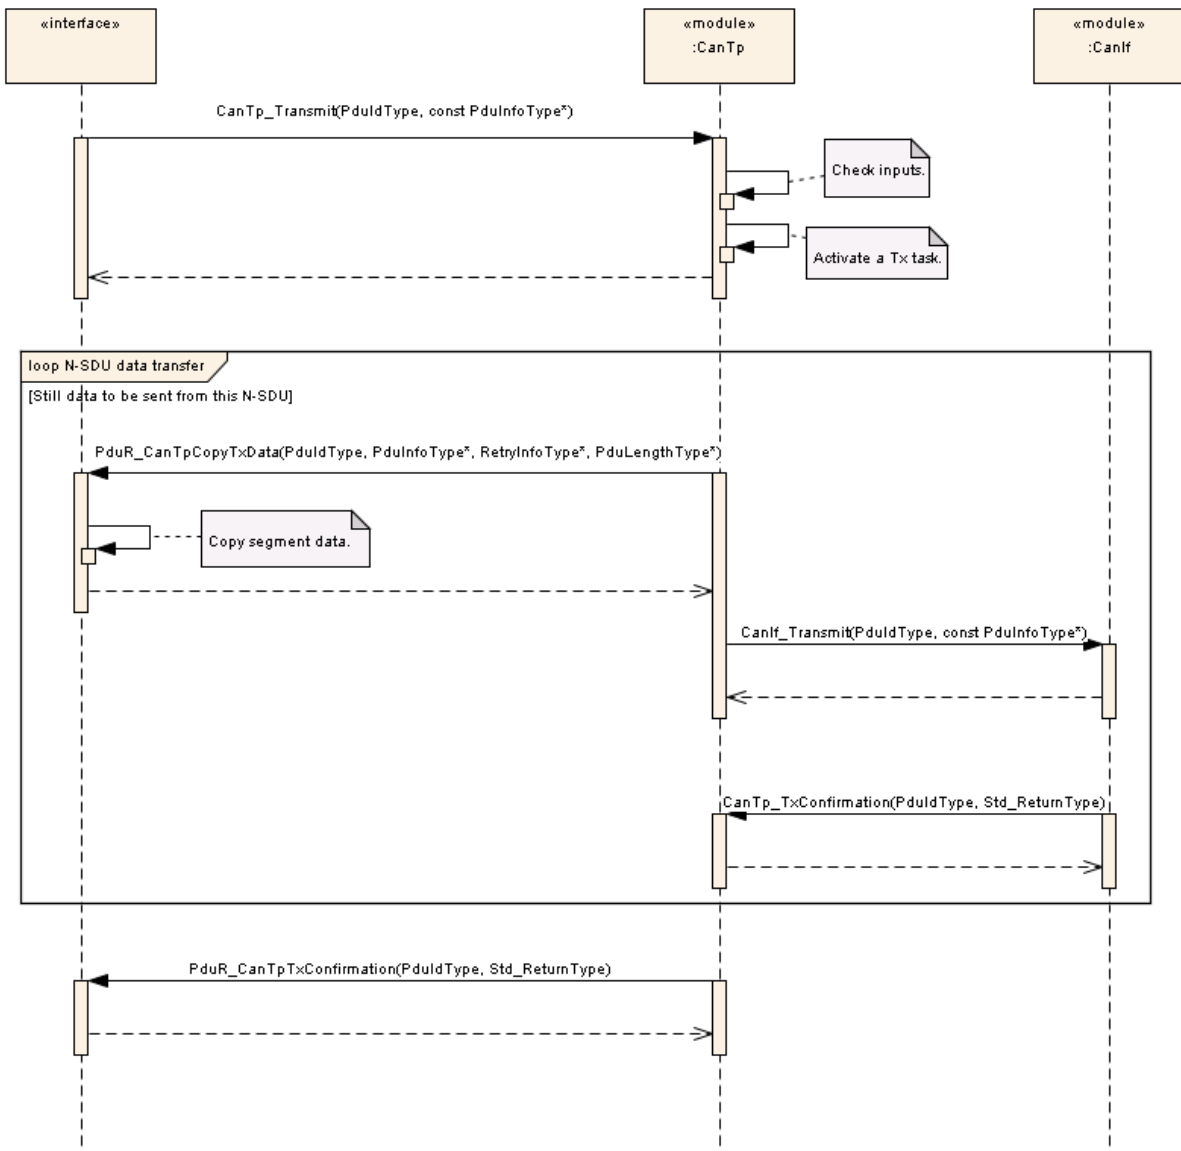 «interface»
«module»
:CanTp
«module»
:CanIf
CanTp_Transmit(PduIdType, const PduInfoType*)
Check inputs.
Activate a Tx task.
loop N-SDU data transfer
[Still data to be sent from this N-SDU]
PduR_CanTpCopyTxData(PduIdType, PduInfoType*, RetryInfoType*, PduLengthType*)
Copy segment data.
CanIf_Transmit(PduIdType, const PduInfoType*)
CanTp_TxConfirmation(PduIdType, Std_ReturnType)
PduR_CanTpTxConfirmation(PduIdType, Std_ReturnType)